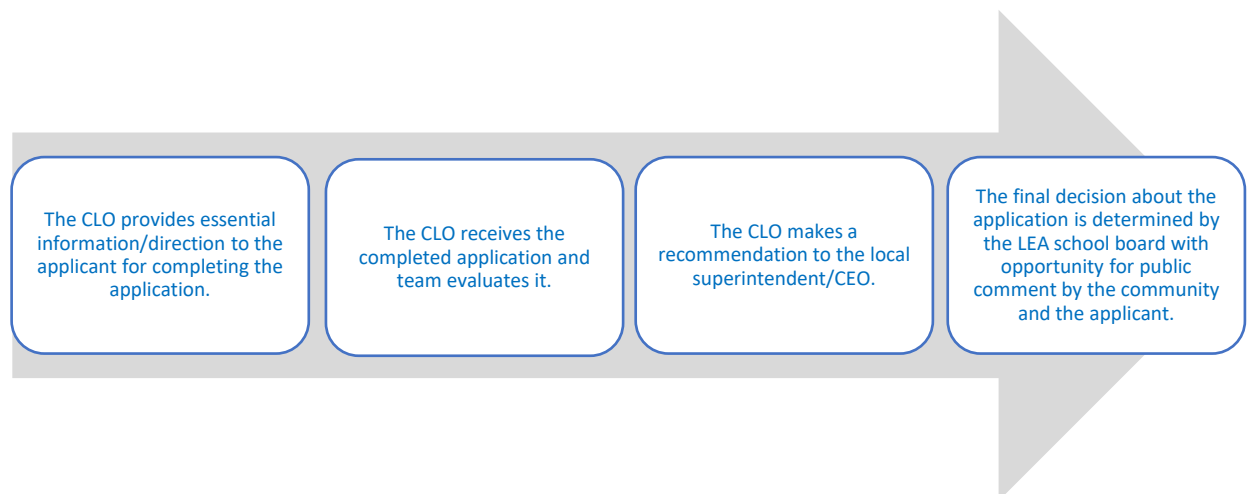 The CLO provides essential
information/direction to the
applicant for completing the
application.
The CLO receives the
completed application and
team evaluates it.
The CLO makes a
recommendation to the local
superintendent/CEO.
The final decision about the
application is determined by
the LEA school board with
opportunity for public
comment by the community
and the applicant.